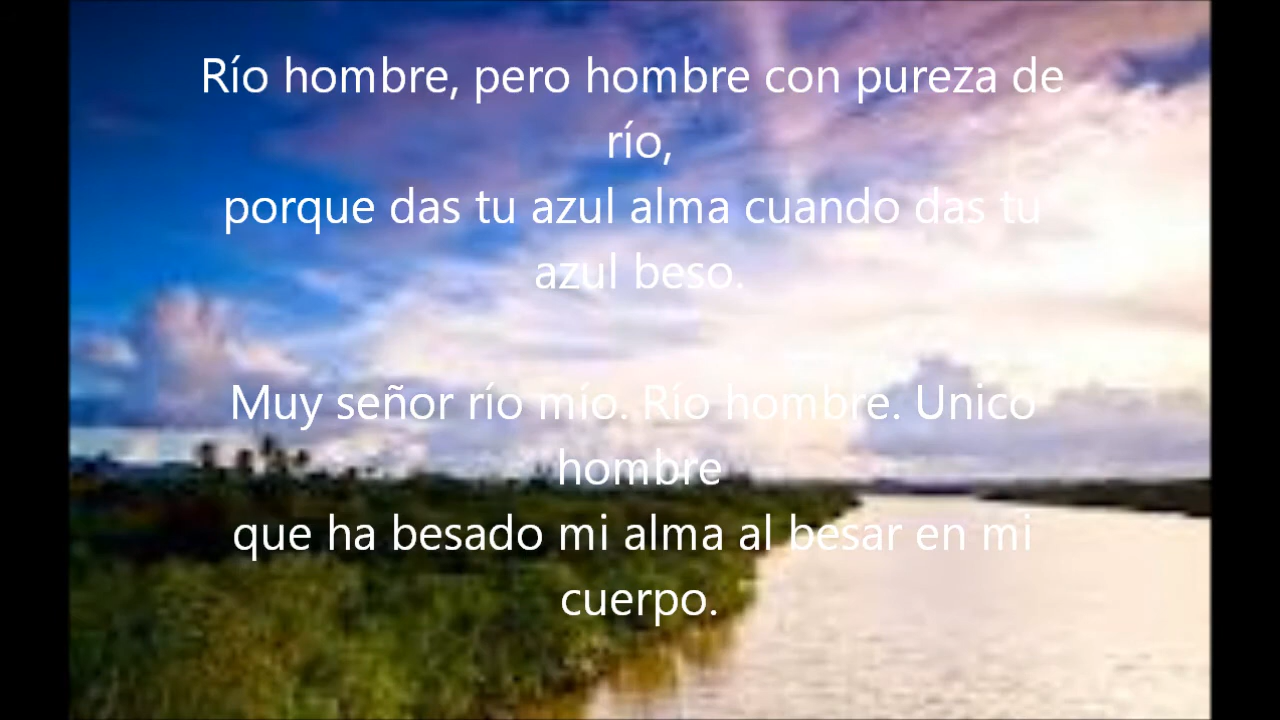 Río hombre, pero hombre con pureza de
río,
porque das tu azul alma cuando das tu
azul beso.
Muy señor río mío. Río hombre. Unico
hombre
que ha besado mi alma al besar en mi
cuerpo.